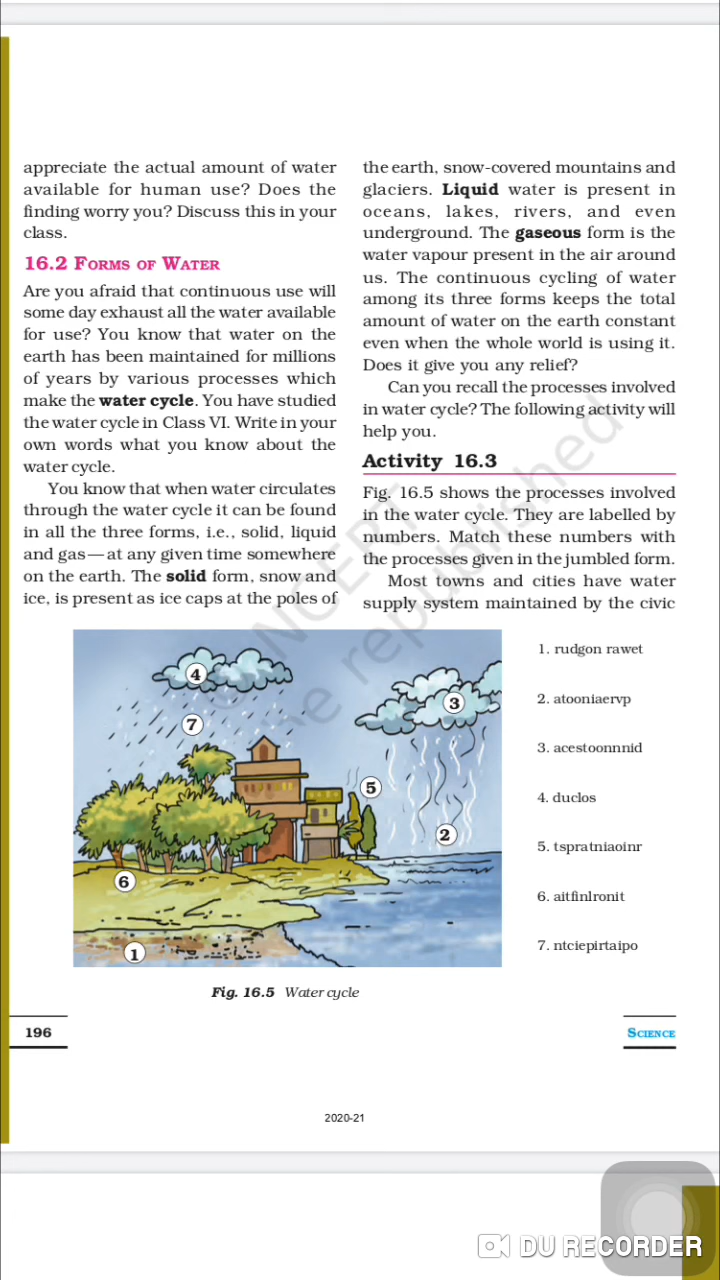 appreciate the actual amount of water
available for human use? Does the
finding worry you? Discuss this in your
class.
16.2 FORMS OF WATER
Are you afraid that continuous use will
some day exhaust all the water available
for use? You know that water on the
earth has been maintained for millions
of years by various processes which
make the water cycle. You have studied
the water cycle in Class VI. Write in your
own words what you know about the
water cycle.
You know that when water circulates
through the water cycle it can be found
in all the three forms, i.e., solid, liquid
and gas—at any given time somewhere
on the earth. The solid form, snow and
ice, is present as ice caps at the poles of
the earth, snow-covered mountains and
glaciers. Liquid water is present in
oceans, lakes, rivers, and even
underground. The gaseous form is the
water vapour present in the air around
us. The continuous cycling of water
among its three forms keeps the total
amount of water on the earth constant
even when the whole world is using it.
Does it give you any relief?
Can you recall the processes involved
in water cycle? The following activity will
help you.
Activity 16.3
Fig. 16.5 shows the processes involved
in the water cycle. They are labelled by
numbers. Match these numbers with
the processes given in the jumbled form.
Most towns and cities have water
supply system maintained by the civic
4
3
7
5
2
6
1
1. rudgon rawet
2. atooniaervp
3. acestoonnnid
4. duclos
5. tspratniaoinr
6. aitfinlronit
7. ntciepirtaipo
Fig. 16.5 Water cycle
196
SCIENCE
2020-21
NCERT
be republished
DU RECORDER